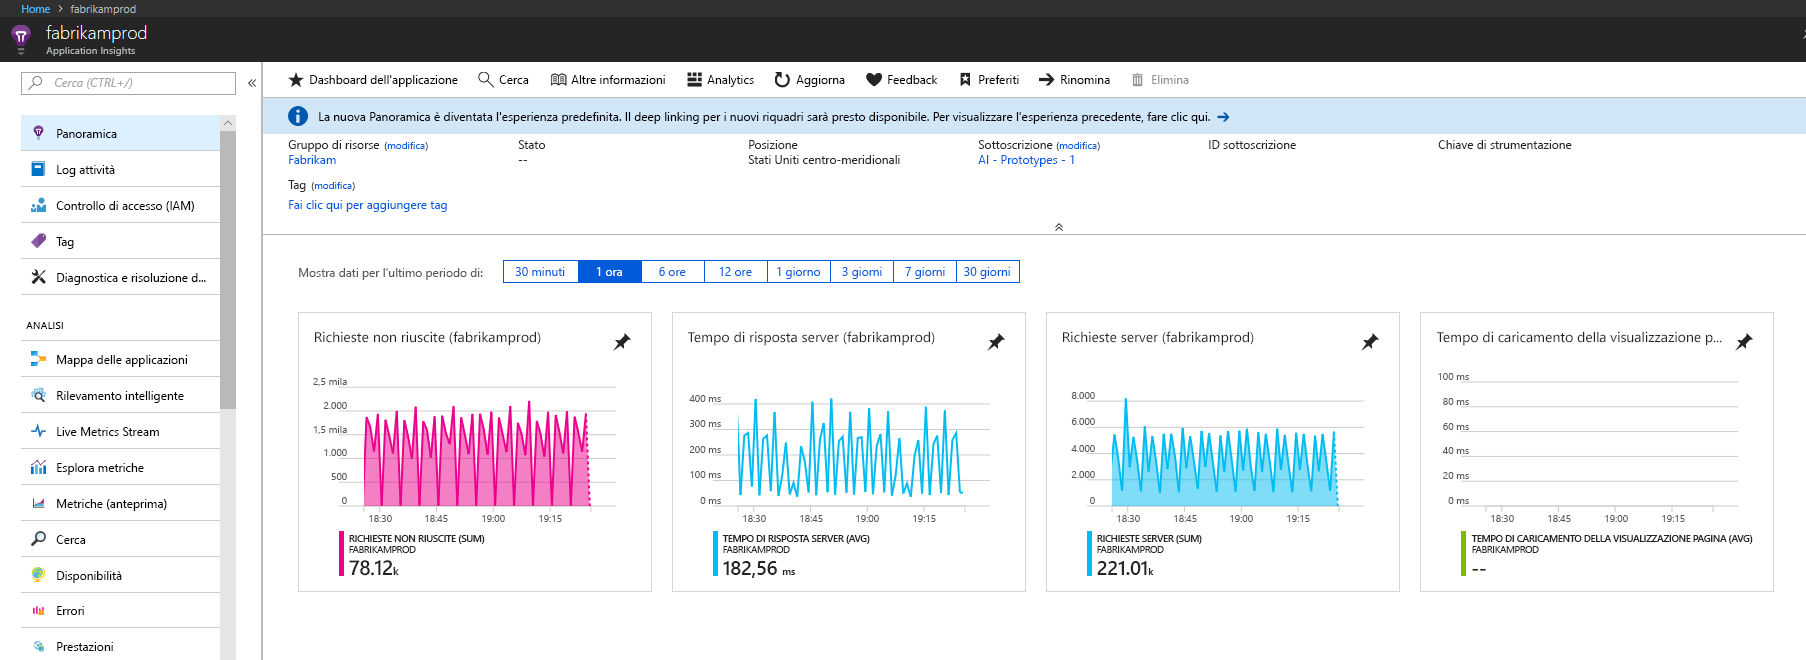 Home > fabrikamprod
fabrikamprod
Application Insights
Cerca (CTRL+/)
«
Dashboard dell'applicazione
Cerca
Altre informazioni
Analytics
Aggiorna
Feedback
Preferiti
Rinomina
Elimina
La nuova Panoramica è diventata l'esperienza predefinita. Il deep linking per i nuovi riquadri sarà presto disponibile. Per visualizzare l'esperienza precedente, fare clic qui. →
Panoramica
Log attività
Controllo di accesso (IAM)
Tag
Diagnostica e risoluzione d...
ANALISI
Mappa delle applicazioni
Rilevamento intelligente
Live Metrics Stream
Esplora metriche
Metriche (anteprima)
Cerca
Disponibilità
Errori
Prestazioni
Gruppo di risorse (modifica)
Fabrikam
Stato
--
Posizione
Stati Uniti centro-meridionali
Sottoscrizione (modifica)
AI - Prototypes - 1
ID sottoscrizione
Chiave di strumentazione
Tag (modifica)
Fai clic qui per aggiungere tag
Mostra dati per l'ultimo periodo di:
30 minuti
1 ora
6 ore
12 ore
1 giorno
3 giorni
7 giorni
30 giorni
Richieste non riuscite (fabrikamprod)
2,5 mila
2.000
1,5 mila
1.000
500
0
18:30 18:45 19:00 19:15
RICHIESTE NON RIUSCITE (SUM)
FABRIKAMPROD
78.12k
Tempo di risposta server (fabrikamprod)
400 ms
300 ms
200 ms
100 ms
0 ms
18:30 18:45 19:00 19:15
TEMPO DI RISPOSTA SERVER (AVG)
FABRIKAMPROD
182,56 ms
Richieste server (fabrikamprod)
8.000
6.000
4.000
2.000
0
18:30 18:45 19:00 19:15
RICHIESTE SERVER (SUM)
FABRIKAMPROD
221.01k
Tempo di caricamento della visualizzazione p...
100 ms
80 ms
60 ms
40 ms
20 ms
0 ms
18:30 18:45 19:00 19:15
TEMPO DI CARICAMENTO DELLA VISUALIZZAZIONE PAGINA (AVG)
FABRIKAMPROD
--